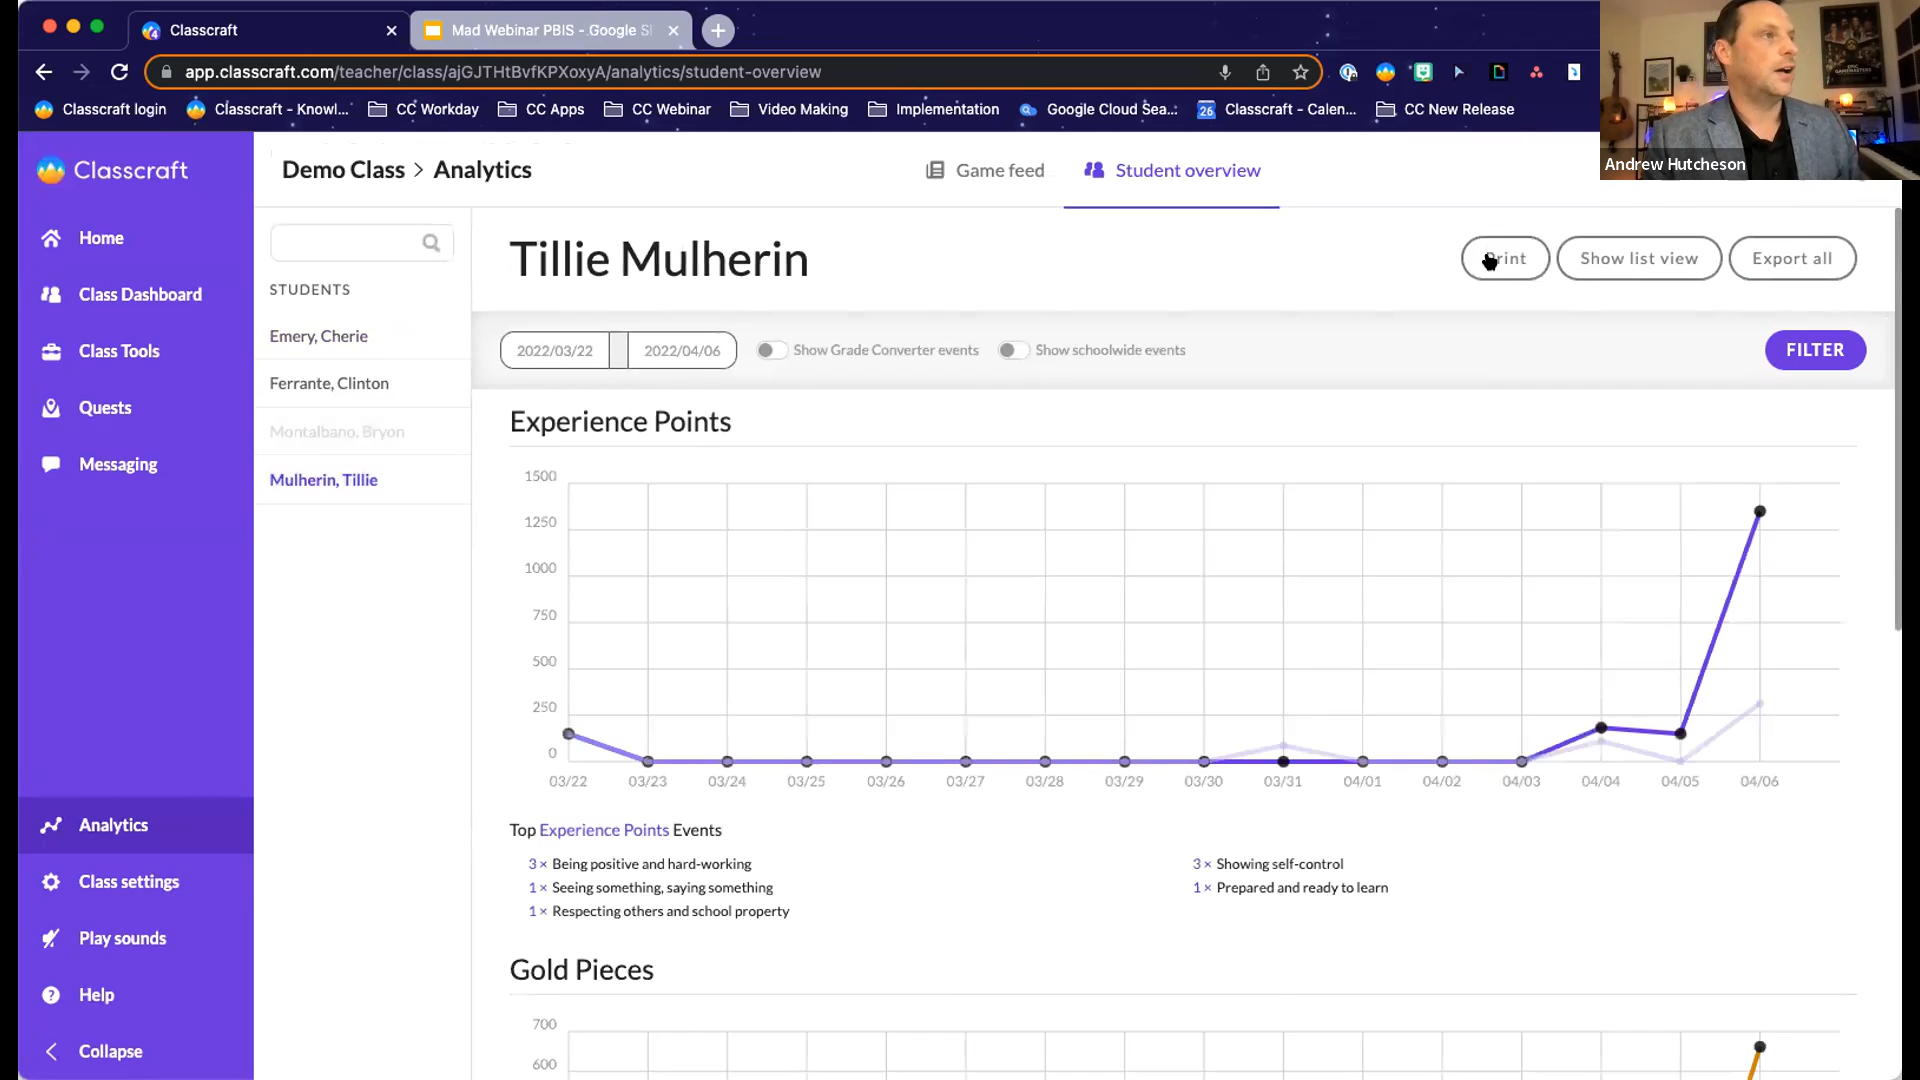 Classcraft
Mad Webinar PBIS - Google Sl
app.classcraft.com/teacher/class/ajGJTHtBvfKPXoxyA/analytics/student-overview
Classcraft login
Classcraft - Knowl...
CC Workday
CC Apps
CC Webinar
Video Making
Implementation
Google Cloud Sea...
26
Classcraft - Calen...
CC New Release
Andrew Hutcheson
Classcraft
Home
Class Dashboard
Class Tools
Quests
Messaging
Analytics
Class settings
Play sounds
Help
Collapse
Demo Class > Analytics
Game feed
Student overview
STUDENTS
Emery, Cherie
Ferrante, Clinton
Montalbano, Bryon
Mulherin, Tillie
Tillie Mulherin
Print
Show list view
Export all
2022/03/22
2022/04/06
Show Grade Converter events
Show schoolwide events
FILTER
Experience Points
1500
1250
1000
750
500
250
0
03/22 03/23 03/24 03/25 03/26 03/27 03/28 03/29 03/30 03/31 04/01 04/02 04/03 04/04 04/05 04/06
Top Experience Points Events
3 × Being positive and hard-working
1 × Seeing something, saying something
1 × Respecting others and school property
3 × Showing self-control
1 × Prepared and ready to learn
Gold Pieces
700
600